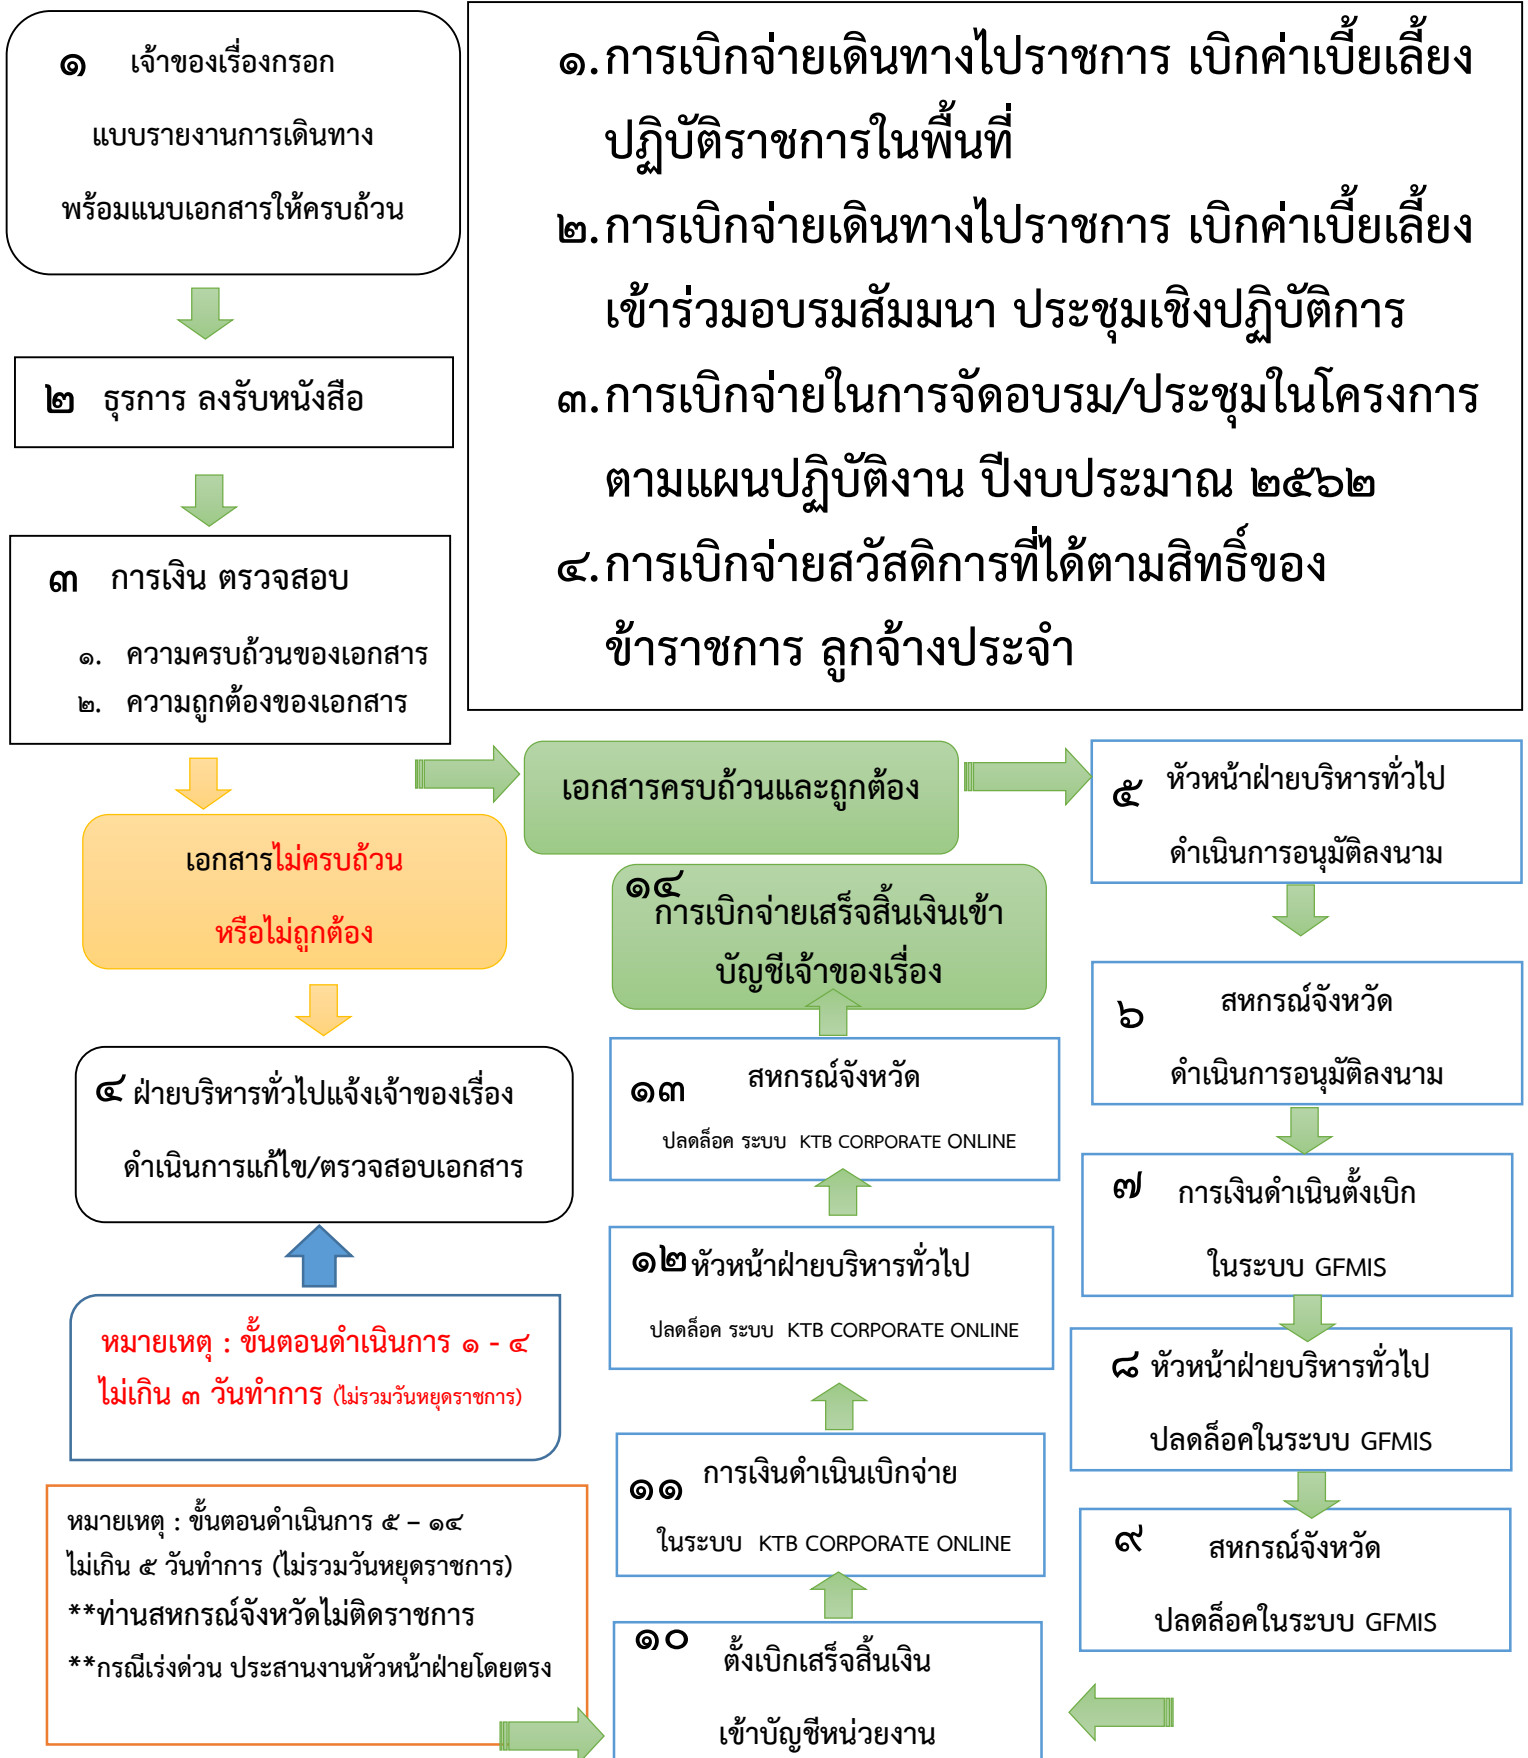 ๑ เจ้าของเรื่องกรอก
แบบรายงานการเดินทาง
พร้อมแนบเอกสารให้ครบถ้วน
๑. การเบิกจ่ายเดินทางไปราชการ เบิกค่าเบี้ยเลี้ยง
ปฏิบัติราชการในพื้นที่
๒. การเบิกจ่ายเดินทางไปราชการ เบิกค่าเบี้ยเลี้ยง
เข้าร่วมอบรมสัมมนา ประชุมเชิงปฏิบัติการ
๓. การเบิกจ่ายในการจัดอบรม/ประชุมในโครงการ
ตามแผนปฏิบัติงาน ปีงบประมาณ ๒๕๖๒
๔. การเบิกจ่ายสวัสดิการที่ได้ตามสิทธิ์ของ
ข้าราชการ ลูกจ้างประจำ
๒ ธุรการ ลงรับหนังสือ
๓ การเงิน ตรวจสอบ
๑. ความครบถ้วนของเอกสาร
๒. ความถูกต้องของเอกสาร
เอกสารไม่ครบถ้วน
หรือไม่ถูกต้อง
๔ ฝ่ายบริหารทั่วไปแจ้งเจ้าของเรื่อง
ดำเนินการแก้ไข/ตรวจสอบเอกสาร
หมายเหตุ : ขั้นตอนดำเนินการ ๑ - ๔
ไม่เกิน ๓ วันทำการ (ไม่รวมวันหยุดราชการ)
หมายเหตุ : ขั้นตอนดำเนินการ ๕ – ๑๔
ไม่เกิน ๕ วันทำการ (ไม่รวมวันหยุดราชการ)
**ท่านสหกรณ์จังหวัดไม่ติดราชการ
**กรณีเร่งด่วน ประสานงานหัวหน้าฝ่ายโดยตรง
เอกสารครบถ้วนและถูกต้อง
๕ หัวหน้าฝ่ายบริหารทั่วไป
ดำเนินการอนุมัติลงนาม
๖ สหกรณ์จังหวัด
ดำเนินการอนุมัติลงนาม
๗ การเงินดำเนินตั้งเบิก
ในระบบ GFMIS
๘ หัวหน้าฝ่ายบริหารทั่วไป
ปลดล็อคในระบบ GFMIS
๙ สหกรณ์จังหวัด
ปลดล็อคในระบบ GFMIS
๑๐ ตั้งเบิกเสร็จสิ้นเงิน
เข้าบัญชีหน่วยงาน
๑๑ การเงินดำเนินเบิกจ่าย
ในระบบ KTB CORPORATE ONLINE
๑๒ หัวหน้าฝ่ายบริหารทั่วไป
ปลดล็อค ระบบ KTB CORPORATE ONLINE
๑๓ สหกรณ์จังหวัด
ปลดล็อค ระบบ KTB CORPORATE ONLINE
๑๔
การเบิกจ่ายเสร็จสิ้นเงินเข้า
บัญชีเจ้าของเรื่อง